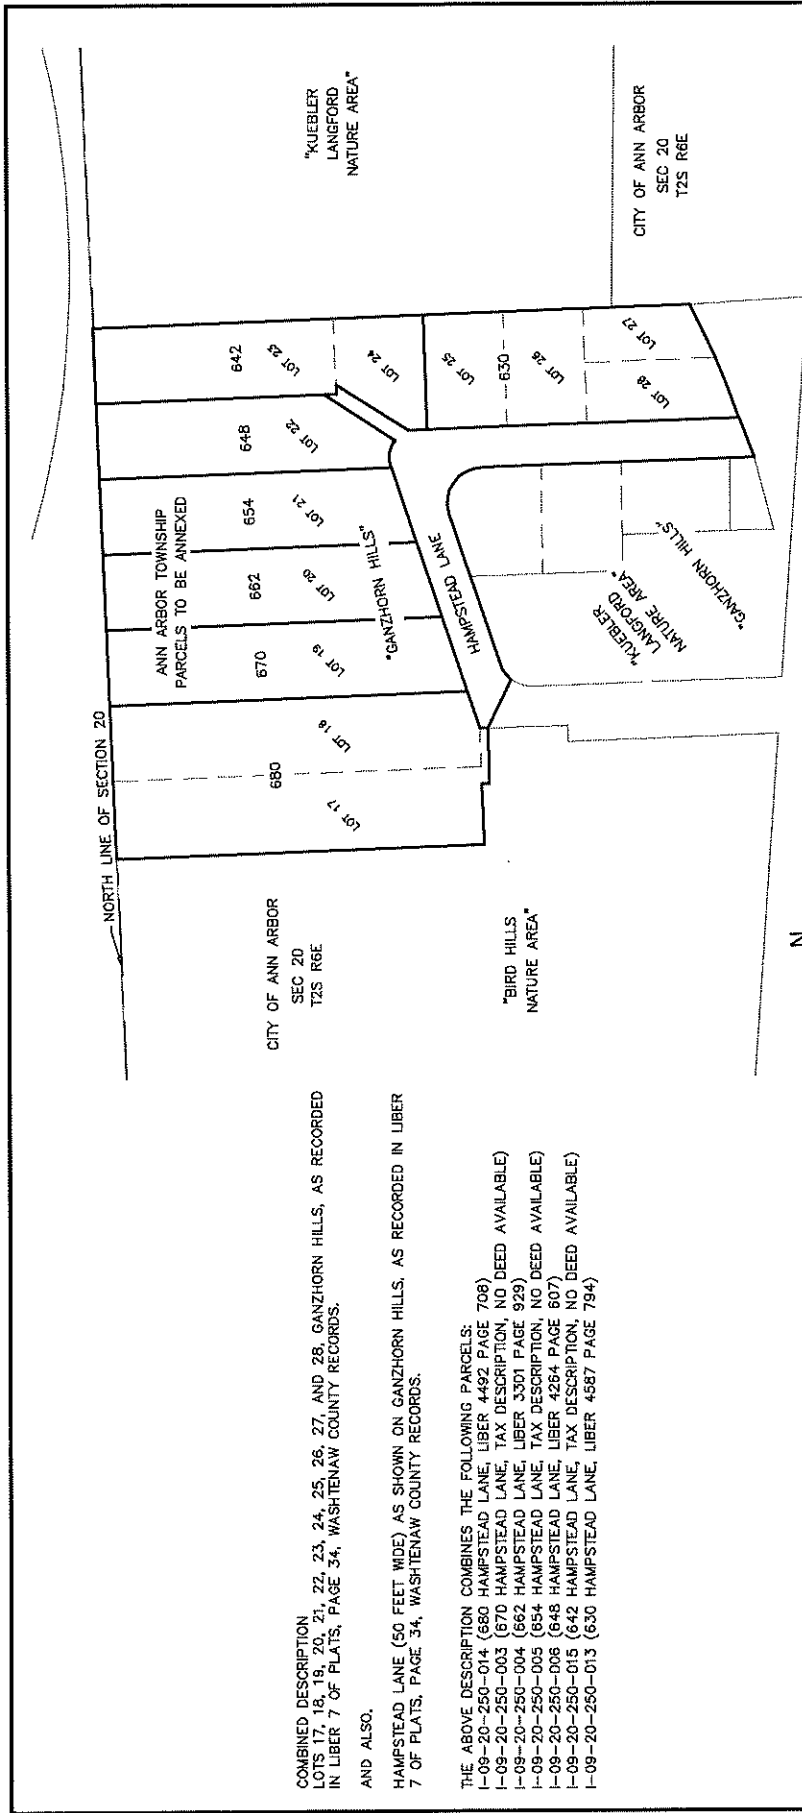 COMBINED DESCRIPTION
LOTS 17, 18, 19, 20, 21, 22, 23, 24, 25, 26, 27, AND 28, GANZHORN HILLS, AS RECORDED
IN LIBER 7 OF PLATS, PAGE 34, WASHTENAW COUNTY RECORDS.
AND ALSO,
HAMPSTEAD LANE (50 FEET WIDE) AS SHOWN ON GANZHORN HILLS, AS RECORDED IN LIBER
7 OF PLATS, PAGE 34, WASHTENAW COUNTY RECORDS.
THE ABOVE DESCRIPTION COMBINES THE FOLLOWING PARCELS:
I-09-20-250-014 (680 HAMPSTEAD LANE, LIBER 4492 PAGE 708)
I-09-20-250-003 (670 HAMPSTEAD LANE, TAX DESCRIPTION, NO DEED AVAILABLE)
I-09-20-250-004 (662 HAMPSTEAD LANE, LIBER 3301 PAGE 929)
I-09-20-250-005 (654 HAMPSTEAD LANE, TAX DESCRIPTION, NO DEED AVAILABLE)
I-09-20-250-006 (648 HAMPSTEAD LANE, LIBER 4264 PAGE 607)
I-09-20-250-015 (642 HAMPSTEAD LANE, TAX DESCRIPTION, NO DEED AVAILABLE)
I-09-20-250-013 (630 HAMPSTEAD LANE, LIBER 4587 PAGE 794)
NORTH LINE OF SECTION 20
CITY OF ANN ARBOR
SEC 20
T2S R6E
"BIRD HILLS
NATURE AREA"
ANN ARBOR TOWNSHIP
PARCELS TO BE ANNEXED
680
LOT 17
LOT 18
670
LOT 19
662
LOT 20
654
LOT 21
648
LOT 22
642
LOT 23
LOT 24
"GANZHORN HILLS"
HAMPSTEAD LANE
LOT 25
630
LOT 26
LOT 27
LOT 28
"KUEBLER
LANGFORD
NATURE AREA"
"GANZHORN HILLS"
"KUEBLER
LANGFORD
NATURE AREA"
CITY OF ANN ARBOR
SEC 20
T2S R6E
N